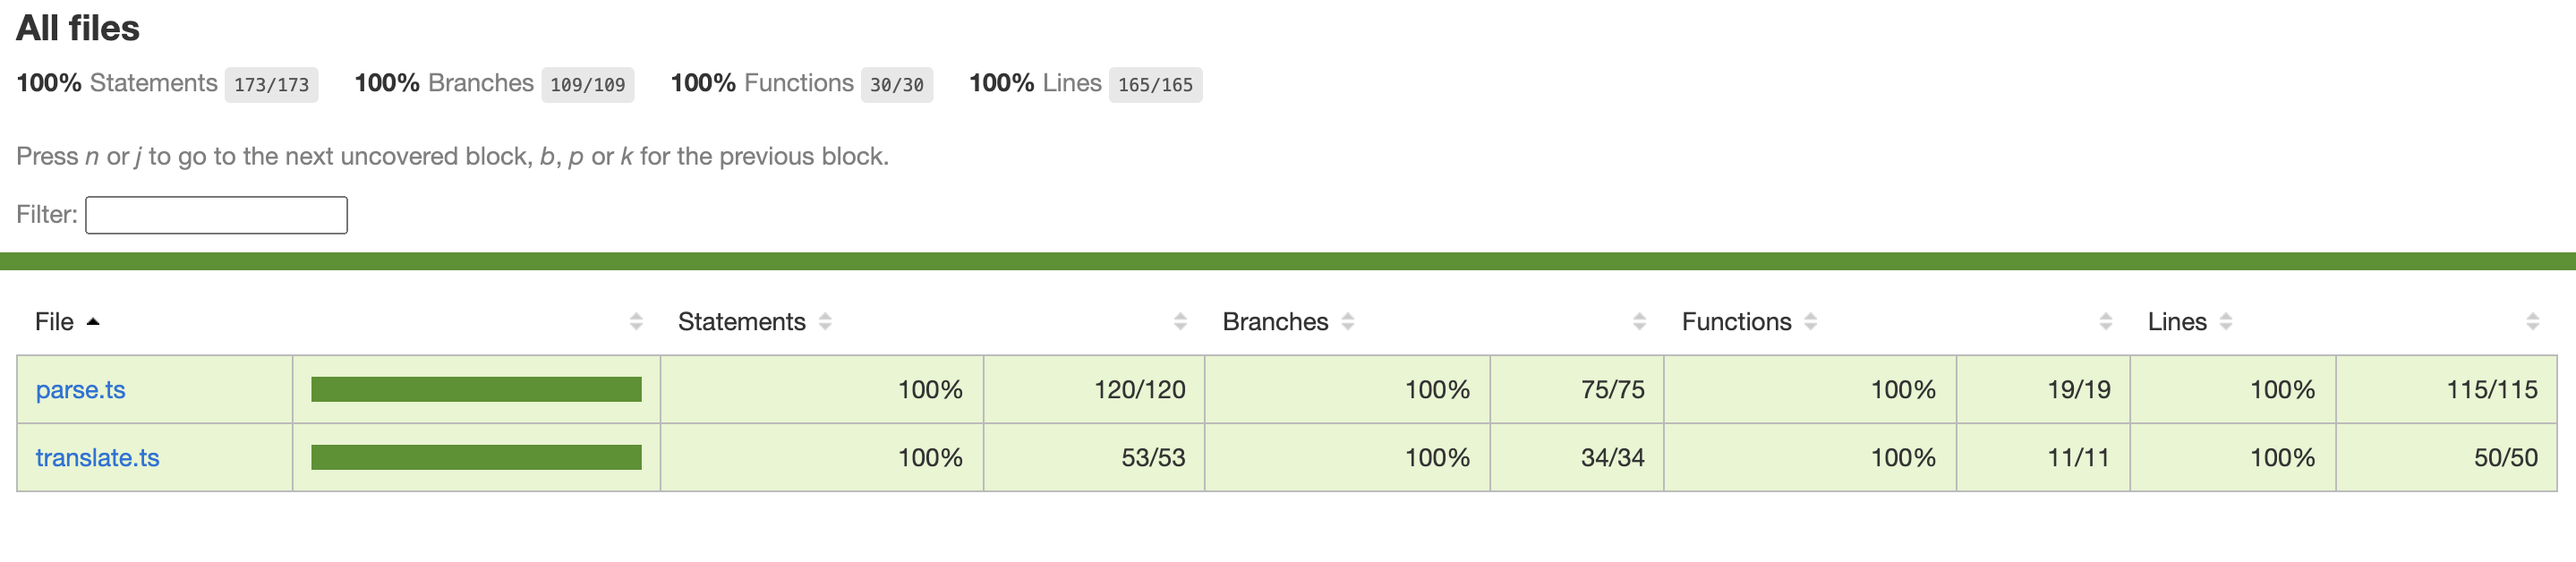 All files
100% Statements 173/173 100% Branches 109/109 100% Functions 30/30 100% Lines 165/165
Press n or j to go to the next uncovered block, b, p or k for the previous block.
Filter:
File Statements Branches Functions Lines
parse.ts 100% 120/120 100% 75/75 100% 19/19 100% 115/115
translate.ts 100% 53/53 100% 34/34 100% 11/11 100% 50/50